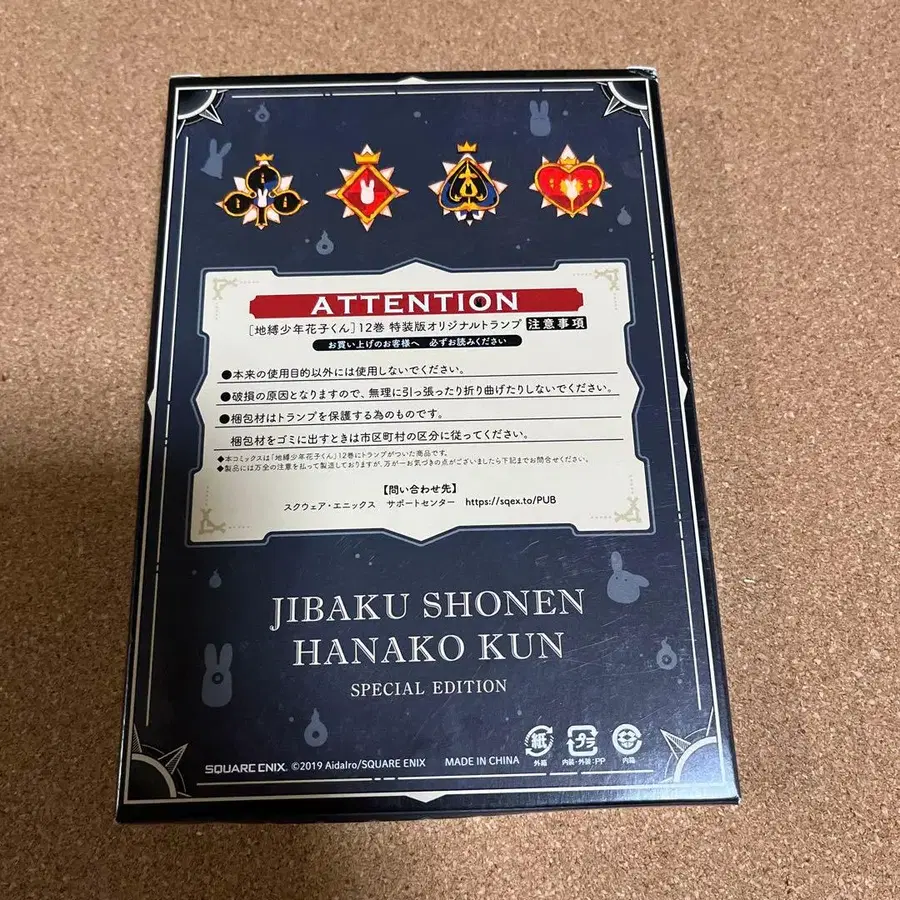 ATTENTION
［地縛少年花子くん］12巻 特装版オリジナルトランプ 注意事項
お買い上げのお客様へ 必ずお読みください
●本来の使用目的以外には使用しないでください。
●破損の原因となりますので、無理に引っ張ったり折り曲げたりしないでください。
●梱包材はトランプを保護する為のものです。
梱包材をゴミに出すときは市区町村の区分に従ってください。
◆本コミックスは「地縛少年花子くん」12巻にトランプがついた商品です。
◆製品には万全の注意を払って製造しておりますが、万が一お気づきの点がございましたら下記までお問合せください。
【問い合わせ先】
スクウェア・エニックス サポートセンター https://sqex.to/PUB
JIBAKU SHONEN
HANAKO KUN
SPECIAL EDITION
SQUARE ENIX. ©2019 AidaIro/SQUARE ENIX MADE IN CHINA
紙 プラ
外箱 内装・外装:PP 内箱